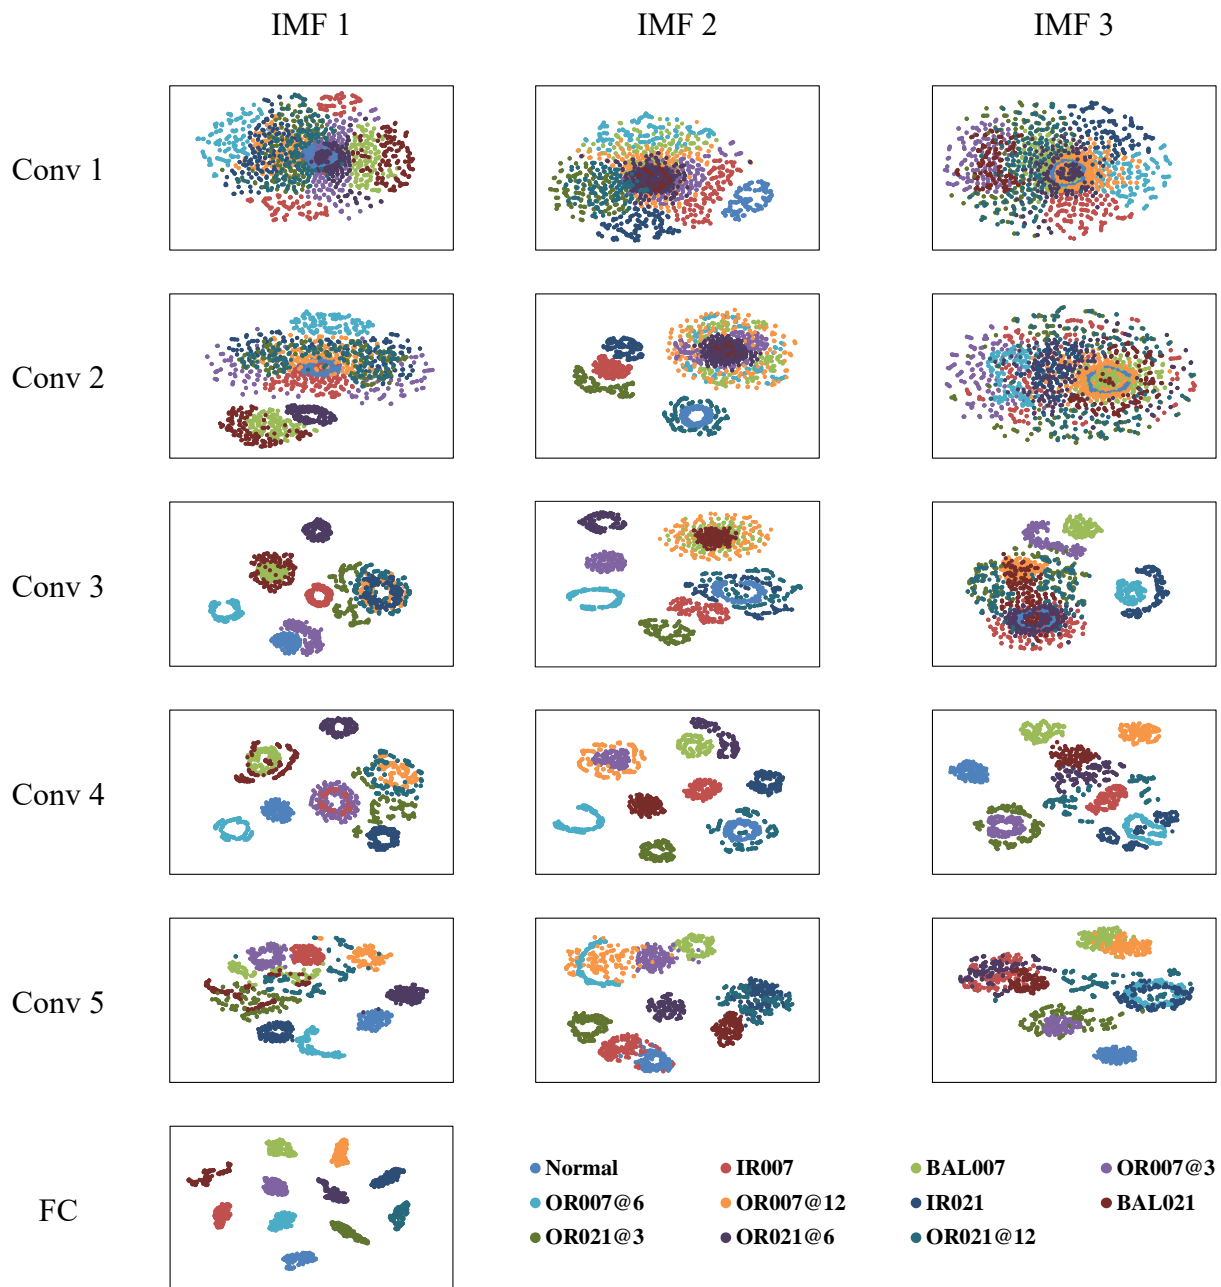 IMF 1 IMF 2 IMF 3
Conv 1
Conv 2
Conv 3
Conv 4
Conv 5
FC
Normal IR007 BAL007 OR007@3
OR007@6 OR007@12 IR021 BAL021
OR021@3 OR021@6 OR021@12